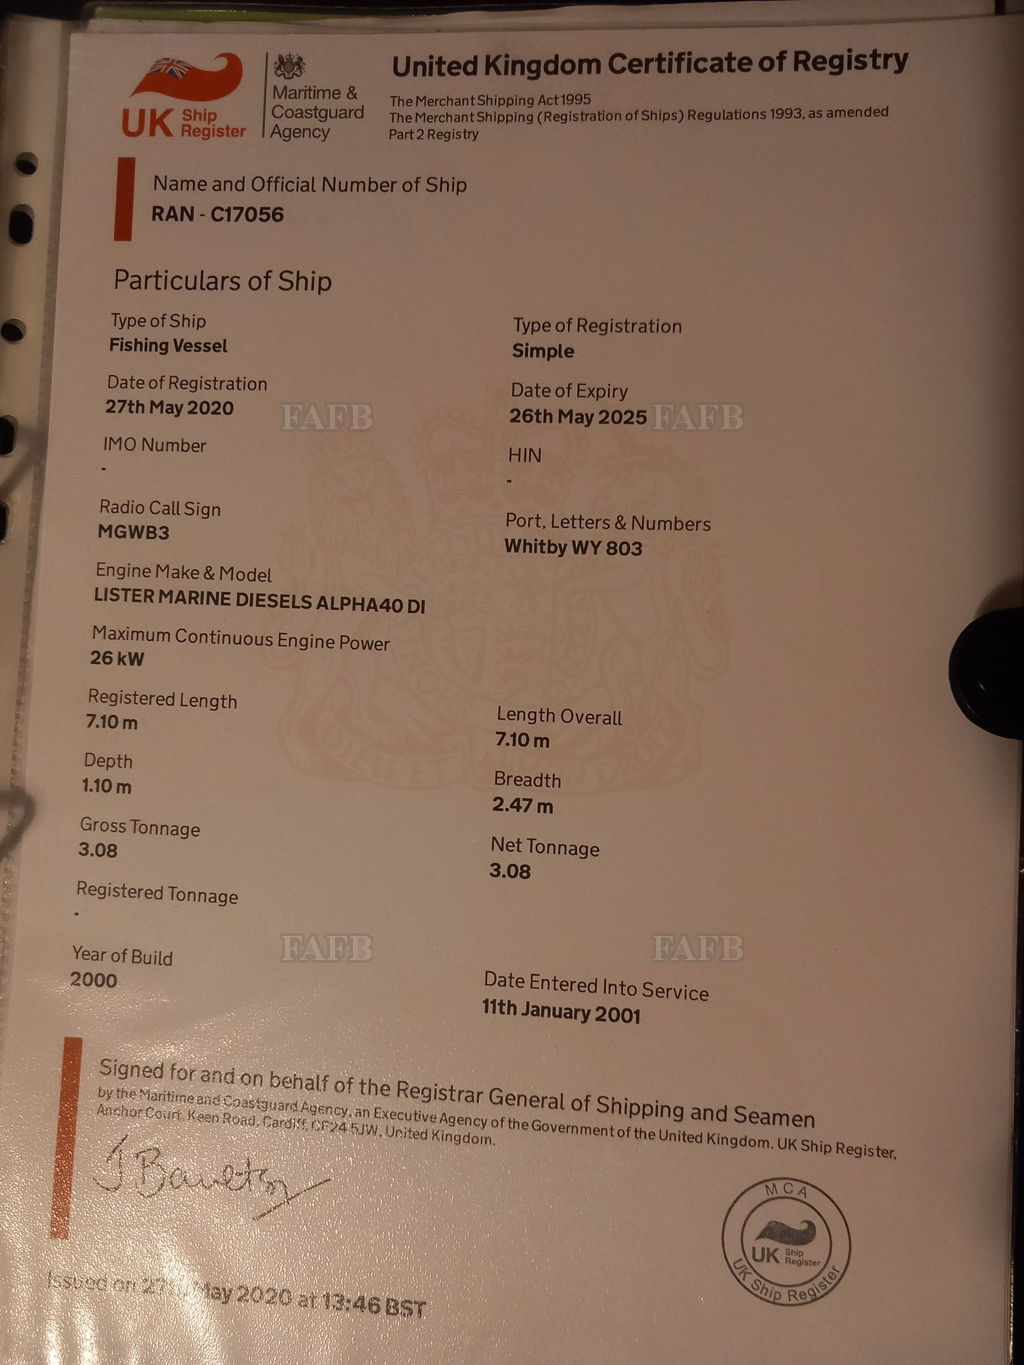 UK Ship Register
Maritime & Coastguard Agency
United Kingdom Certificate of Registry
The Merchant Shipping Act 1995
The Merchant Shipping (Registration of Ships) Regulations 1993, as amended
Part 2 Registry
Name and Official Number of Ship
RAN - C17056
Particulars of Ship
Type of Ship
Fishing Vessel
Type of Registration
Simple
Date of Registration
27th May 2020
Date of Expiry
26th May 2025
FAFB
FAFB
IMO Number
-
HIN
-
Radio Call Sign
MGWB3
Port, Letters & Numbers
Whitby WY 803
Engine Make & Model
LISTER MARINE DIESELS ALPHA40 DI
Maximum Continuous Engine Power
26 kW
Registered Length
7.10 m
Length Overall
7.10 m
Depth
1.10 m
Breadth
2.47 m
Gross Tonnage
3.08
Net Tonnage
3.08
Registered Tonnage
-
FAFB
FAFB
Year of Build
2000
Date Entered Into Service
11th January 2001
Signed for and on behalf of the Registrar General of Shipping and Seamen
by the Maritime and Coastguard Agency, an Executive Agency of the Government of the United Kingdom. UK Ship Register,
Anchor Court, Keen Road, Cardiff, CF24 5JW, United Kingdom.
MCA
UK Ship Register
UK Ship Register
Issued on 27th May 2020 at 13:46 BST